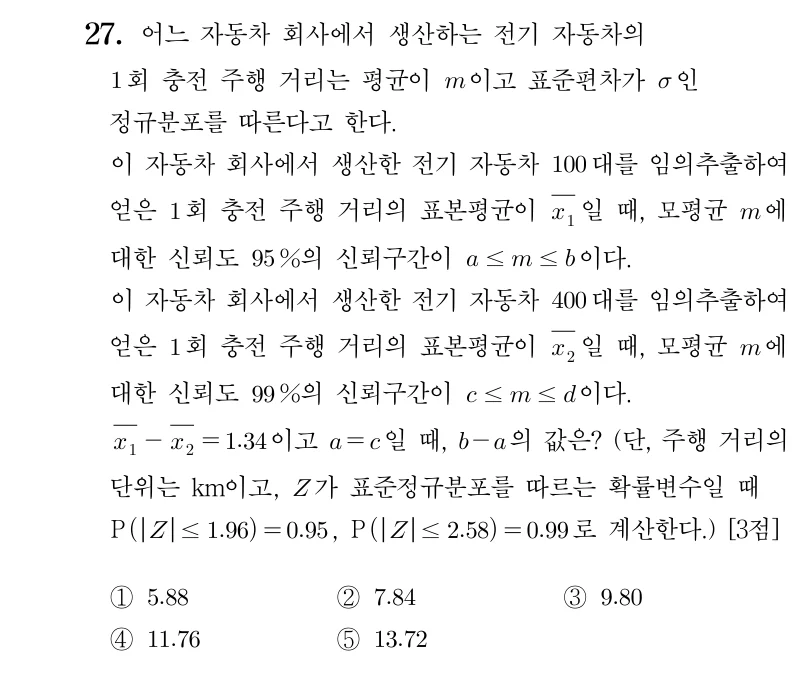 27. 어느 자동차 회사에서 생산하는 전기 자동차의
1회 충전 주행 거리는 평균이 m이고 표준편차가 σ인
정규분포를 따른다고 한다.
이 자동차 회사에서 생산한 전기 자동차 100대를 임의추출하여
얻은 1회 충전 주행 거리의 표본평균이 x̄₁일 때, 모평균 m에
대한 신뢰도 95%의 신뢰구간이 a ≤ m ≤ b이다.
이 자동차 회사에서 생산한 전기 자동차 400대를 임의추출하여
얻은 1회 충전 주행 거리의 표본평균이 x̄₂일 때, 모평균 m에
대한 신뢰도 99%의 신뢰구간이 c ≤ m ≤ d이다.
x̄₁ − x̄₂ = 1.34이고 a = c일 때, b − a의 값은? (단, 주행 거리의
단위는 km이고, Z가 표준정규분포를 따르는 확률변수일 때
P(|Z| ≤ 1.96) = 0.95, P(|Z| ≤ 2.58) = 0.99로 계산한다.) [3점]
① 5.88 ② 7.84 ③ 9.80
④ 11.76 ⑤ 13.72